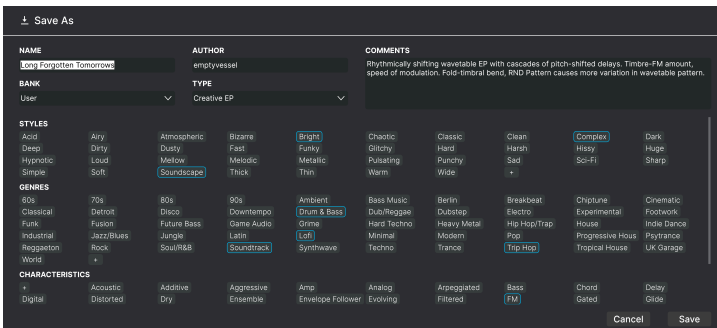 Save As
NAME AUTHOR COMMENTS
Long Forgotten Tomorrows emptyvessel Rhythmically shifting wavetable EP with cascades of pitch-shifted delays. Timbre-FM amount,
speed of modulation. Fold-timbral bend, RND Pattern causes more variation in wavetable pattern.
BANK TYPE
User Creative EP
STYLES
Acid Airy Atmospheric Bizarre Bright Chaotic Classic Clean Complex Dark
Deep Dirty Dusty Fast Funky Glitchy Hard Harsh Hissy Huge
Hypnotic Loud Mellow Melodic Metallic Pulsating Punchy Sad Sci-Fi Sharp
Simple Soft Soundscape Thick Thin Warm Wide +
GENRES
60s 70s 80s 90s Ambient Bass Music Berlin Breakbeat Chiptune Cinematic
Classical Detroit Disco Downtempo Drum & Bass Dub/Reggae Dubstep Electro Experimental Footwork
Funk Fusion Future Bass Game Audio Grime Hard Techno Heavy Metal Hip Hop/Trap House Indie Dance
Industrial Jazz/Blues Jungle Latin Lofi Minimal Modern Pop Progressive Hous Psytrance
Reggaeton Rock Soul/R&B Soundtrack Synthwave Techno Trance Trip Hop Tropical House UK Garage
World +
CHARACTERISTICS
+ Acoustic Additive Aggressive Amp Analog Arpeggiated Bass Chord Delay
Digital Distorted Dry Ensemble Envelope Follower Evolving Filtered FM Gated Glide
Cancel Save